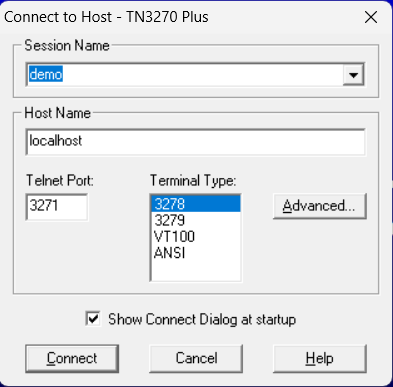 Connect to Host - TN3270 Plus
Session Name
demo
Host Name
localhost
Telnet Port:
Terminal Type:
3271
3278
3279
VT100
ANSI
Advanced...
Show Connect Dialog at startup
Connect
Cancel
Help